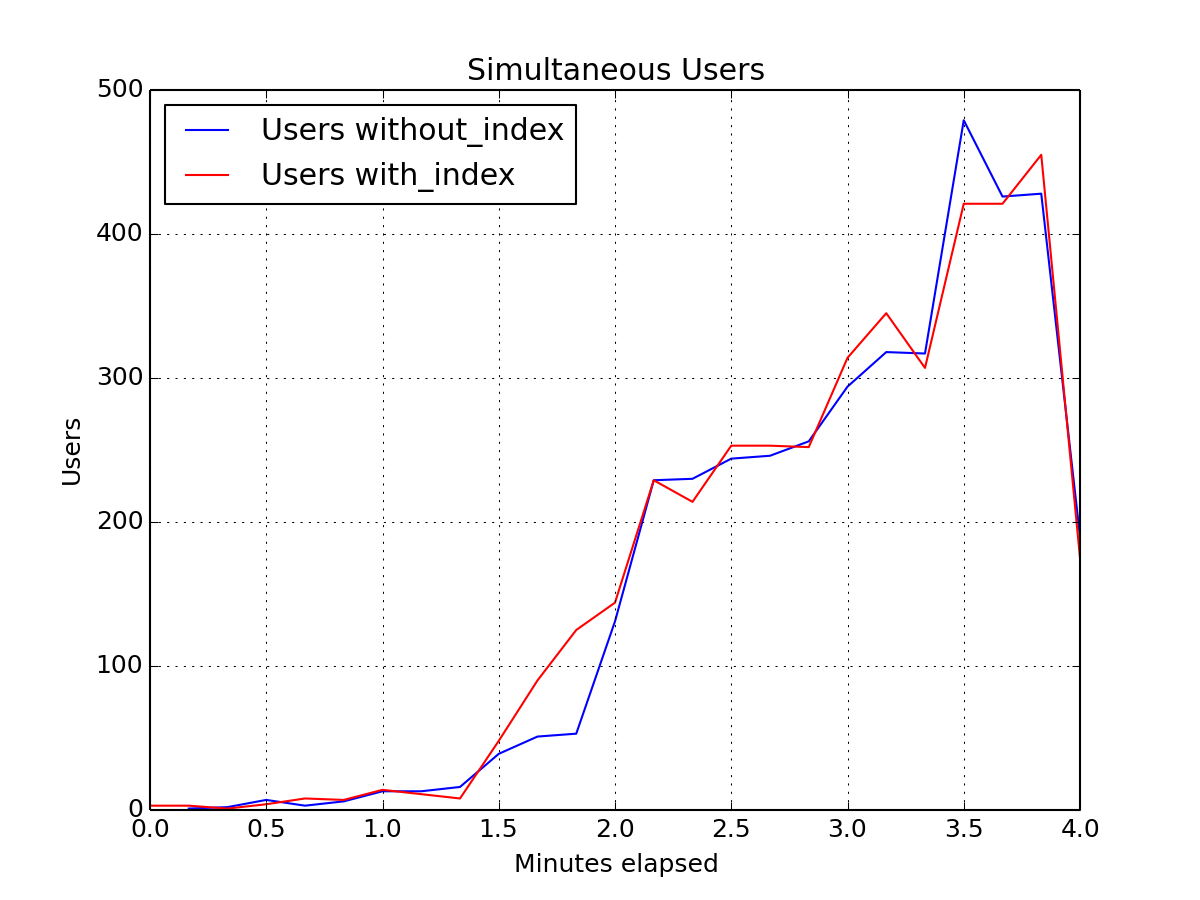 Simultaneous Users
Users without_index
Users with_index
500
400
300
200
100
0
Users
0.0 0.5 1.0 1.5 2.0 2.5 3.0 3.5 4.0
Minutes elapsed